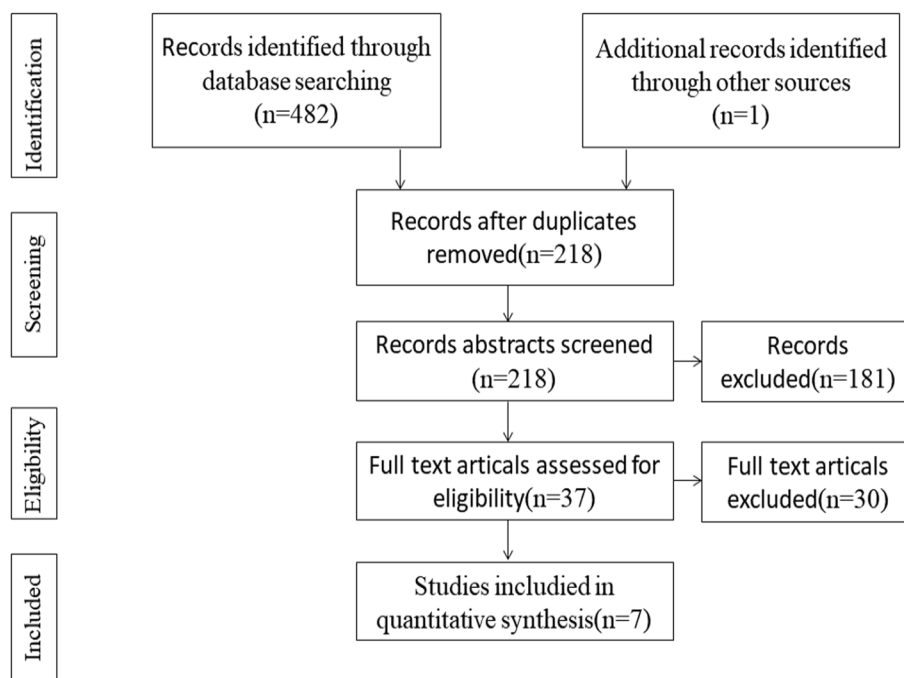 Identification
Records identified through
database searching
(n=482)
Additional records identified
through other sources
(n=1)
Screening
Records after duplicates
removed(n=218)
Records abstracts screened
(n=218)
Records
excluded(n=181)
Eligibility
Full text articals assessed for
eligibility(n=37)
Full text articals
excluded(n=30)
Included
Studies includied in
quantitative synthesis(n=7)